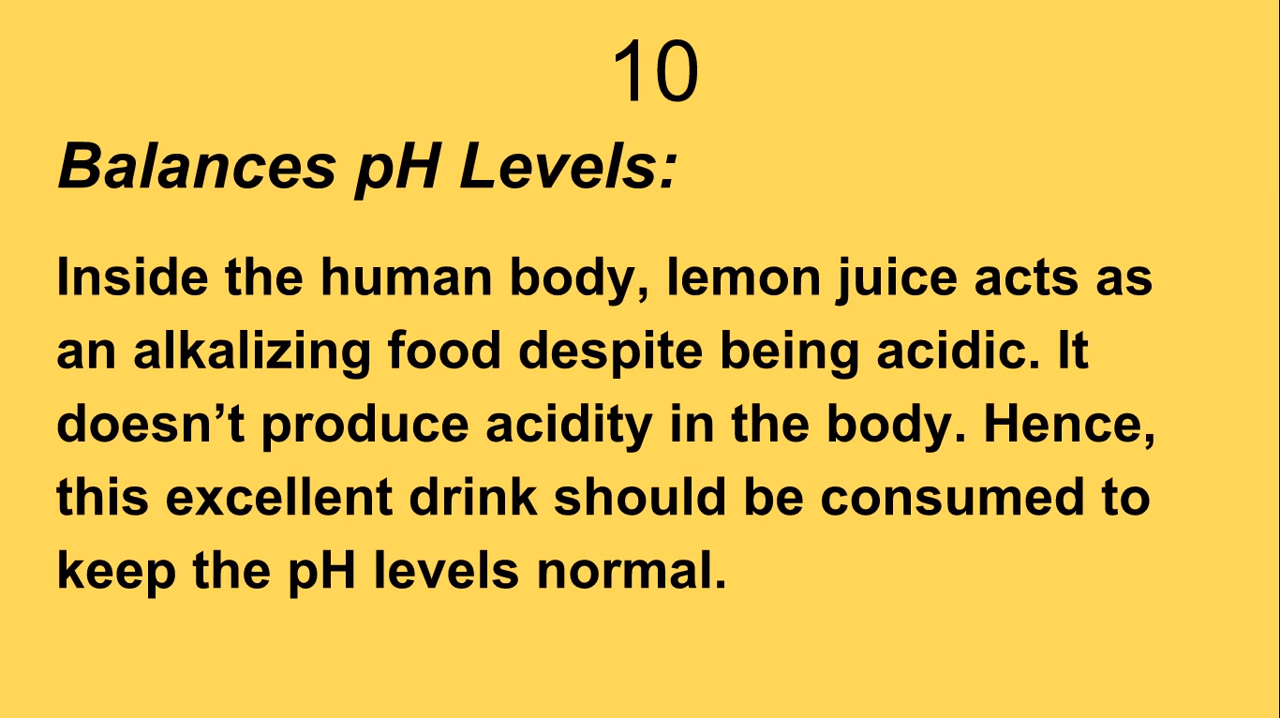 10
Balances pH Levels:
Inside the human body, lemon juice acts as
an alkalizing food despite being acidic. It
doesn’t produce acidity in the body. Hence,
this excellent drink should be consumed to
keep the pH levels normal.